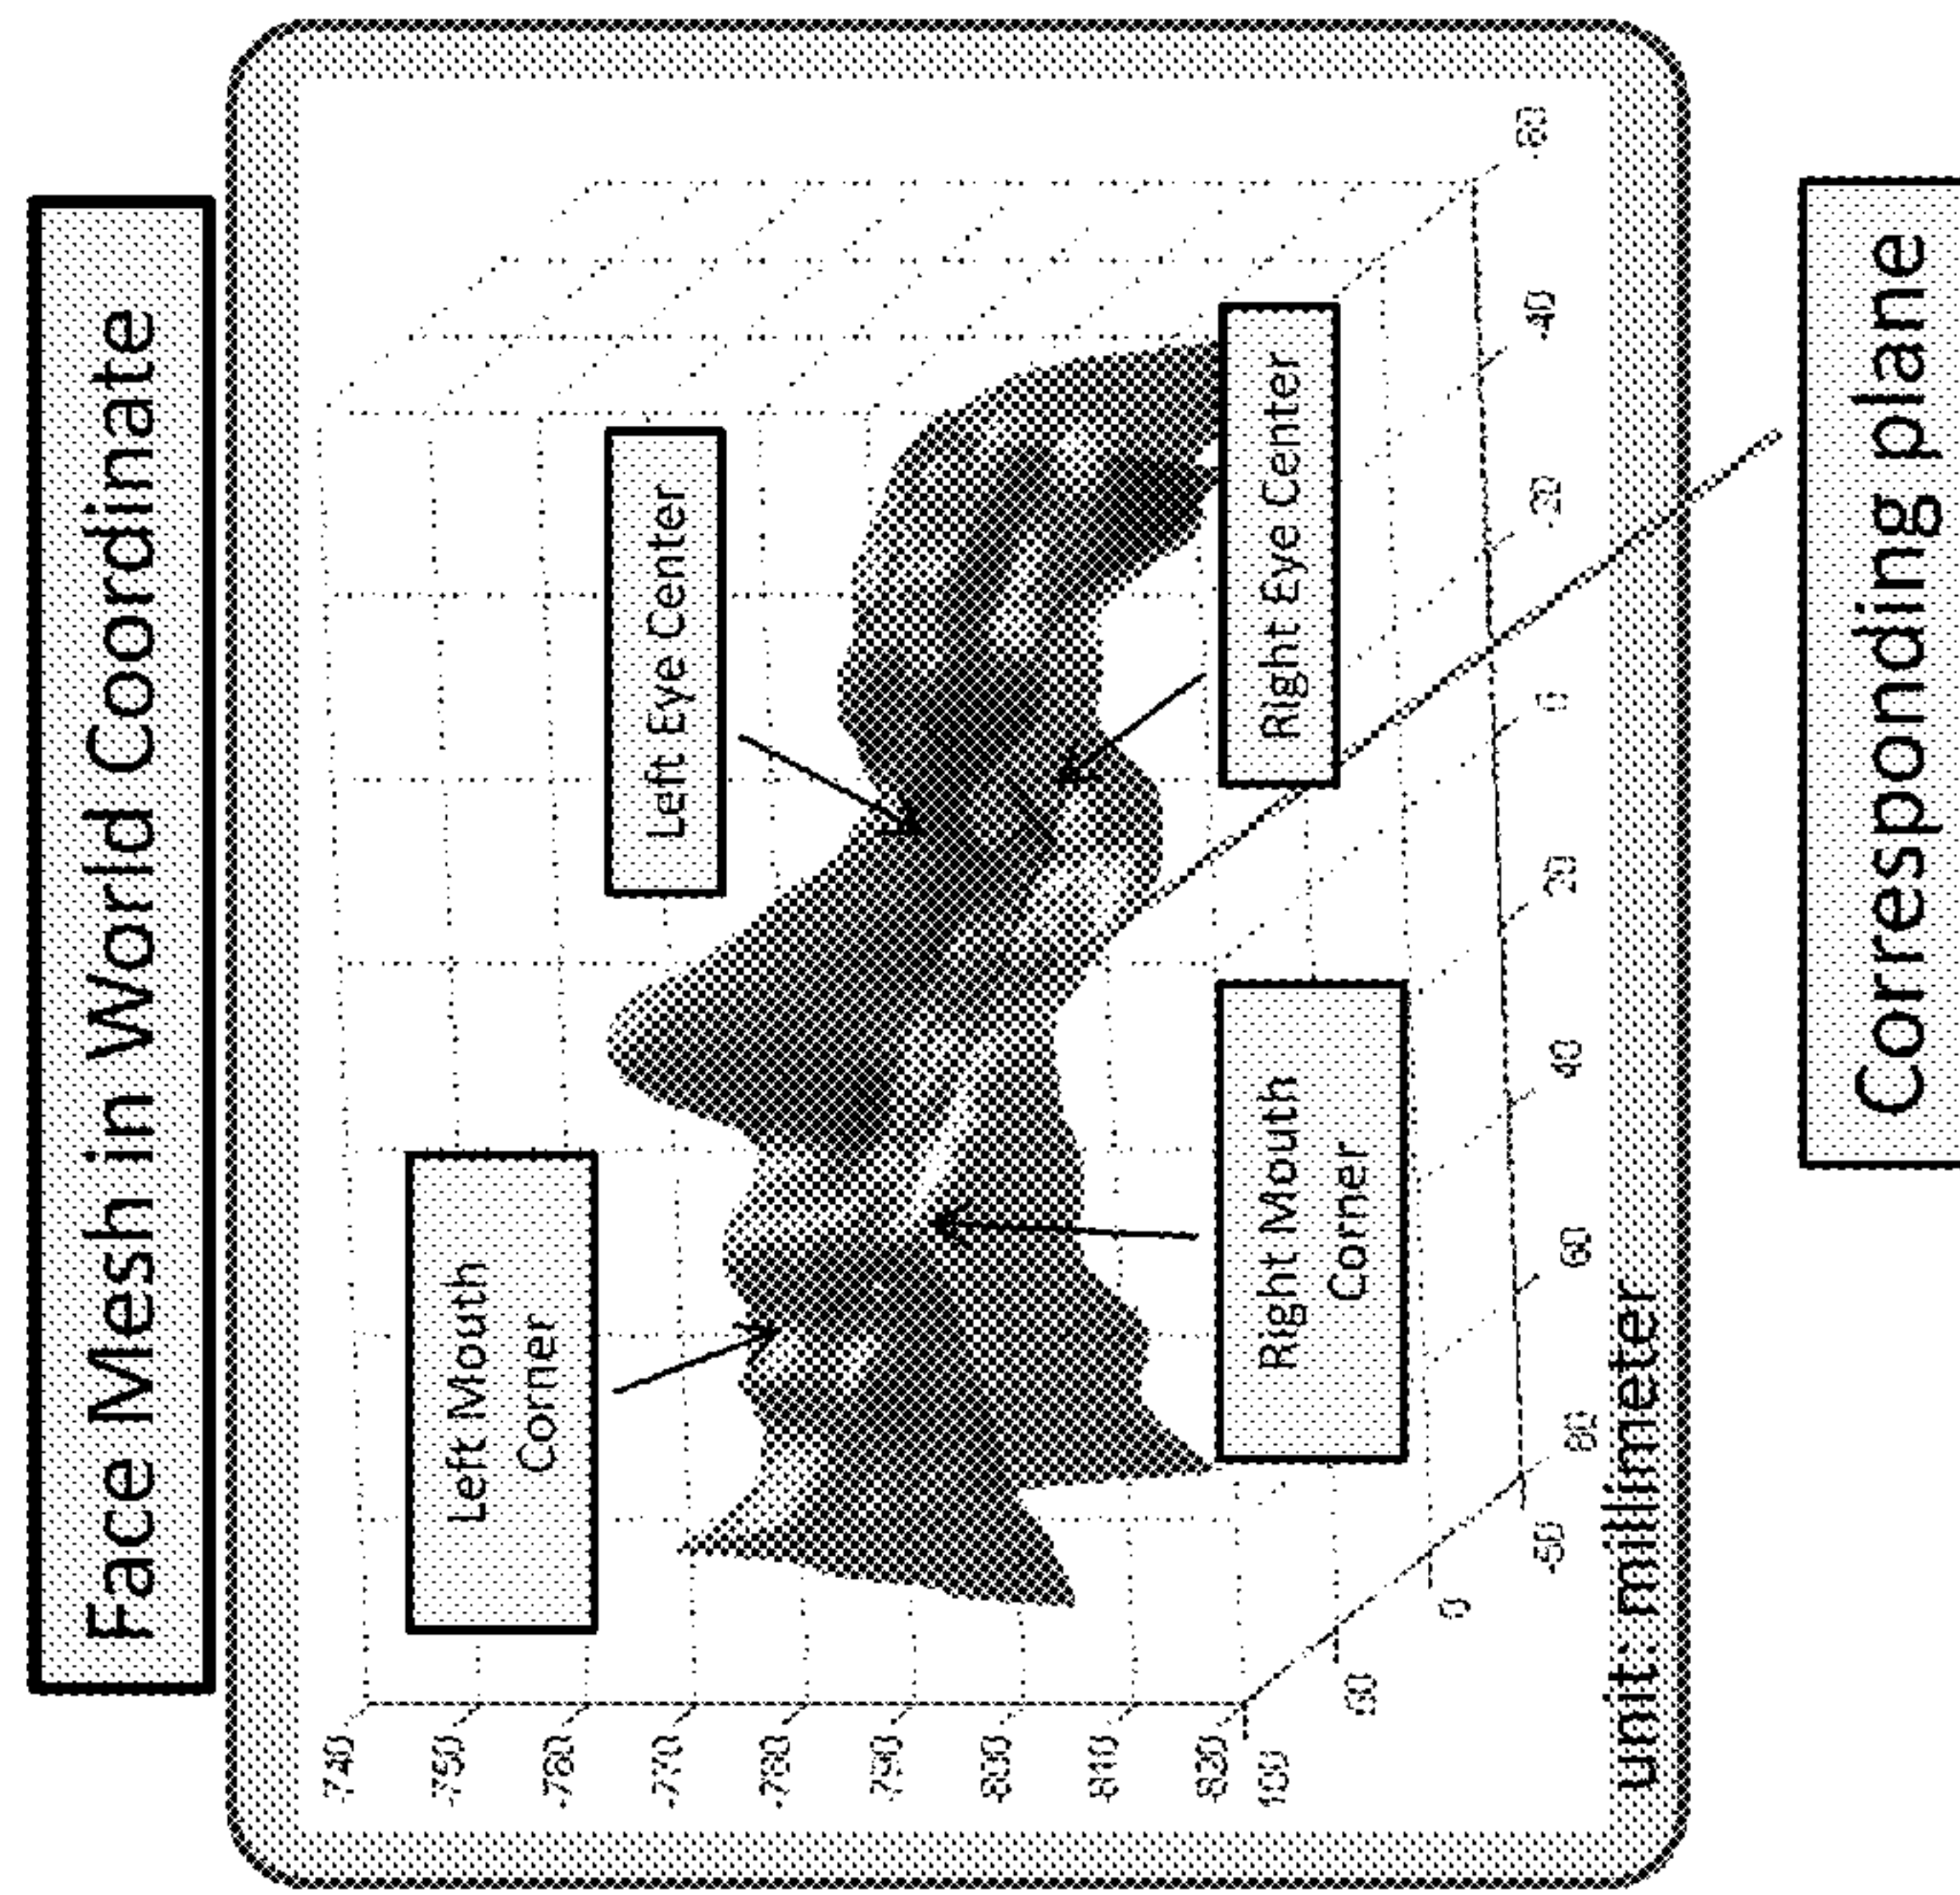 Face Mesh in World Coordinate
-740
-750
-760
-770
-780
-790
-800
-810
-820
Left Mouth
Corner
Left Eye Center
Right Mouth
Corner
Right Eye Center
100
50
0
-50
80
60
40
20
0
-20
-40
-60
unit: millimeter
Corresponding plane